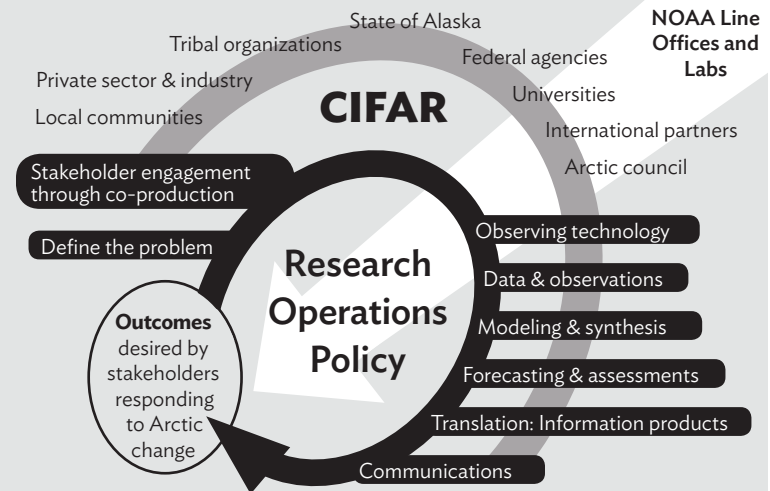 State of Alaska
NOAA Line
Offices and
Labs
Tribal organizations
Federal agencies
Private sector & industry
Universities
CIFAR
Local communities
International partners
Arctic council
Stakeholder engagement
through co-production
Define the problem
Observing technology
Research
Operations
Policy
Data & observations
Modeling & synthesis
Outcomes
desired by
stakeholders
responding
to Arctic
change
Forecasting & assessments
Translation: Information products
Communications